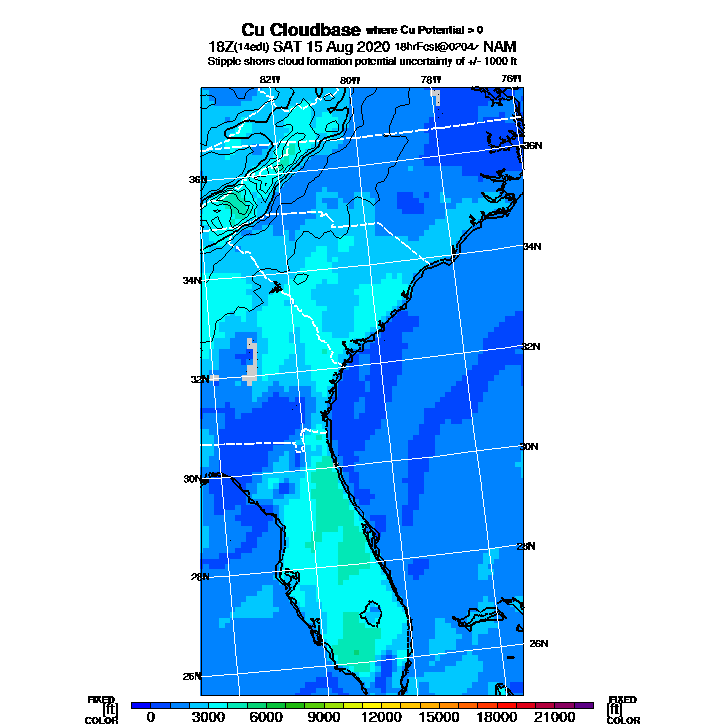 Cu Cloudbase where Cu Potential > 0
18Z(14edt) SAT 15 Aug 2020 18hrFcst@0204z NAM
Stipple shows cloud formation potential uncertainty of +/- 1000 ft
82W 80W 78W 76W
36N
36N
34N
34N
32N
32N
30N
30N
28N
28N
26N
26N
FIXED FIXED
[ft] 0 3000 6000 9000 12000 15000 18000 21000 [ft]
COLOR COLOR